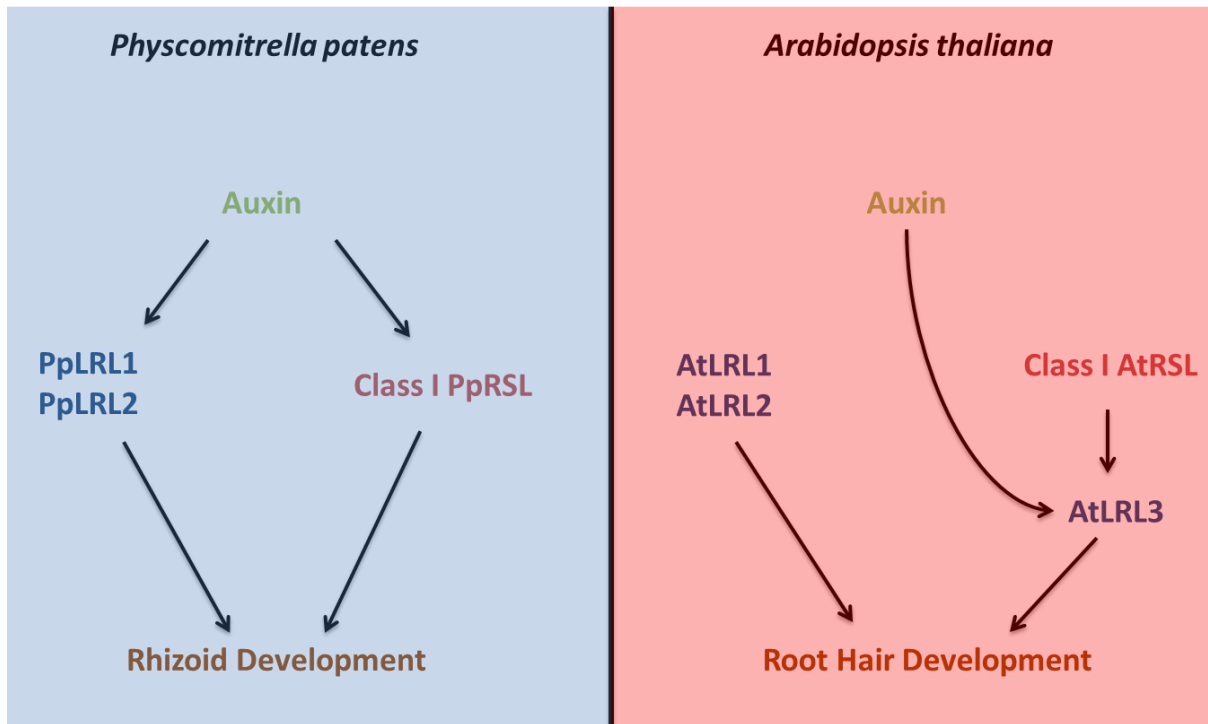 Physcomitrella patens
Auxin
PpLRL1
PpLRL2
Class I PpRSL
Rhizoid Development
Arabidopsis thaliana
Auxin
AtLRL1
AtLRL2
Class I AtRSL
AtLRL3
Root Hair Development